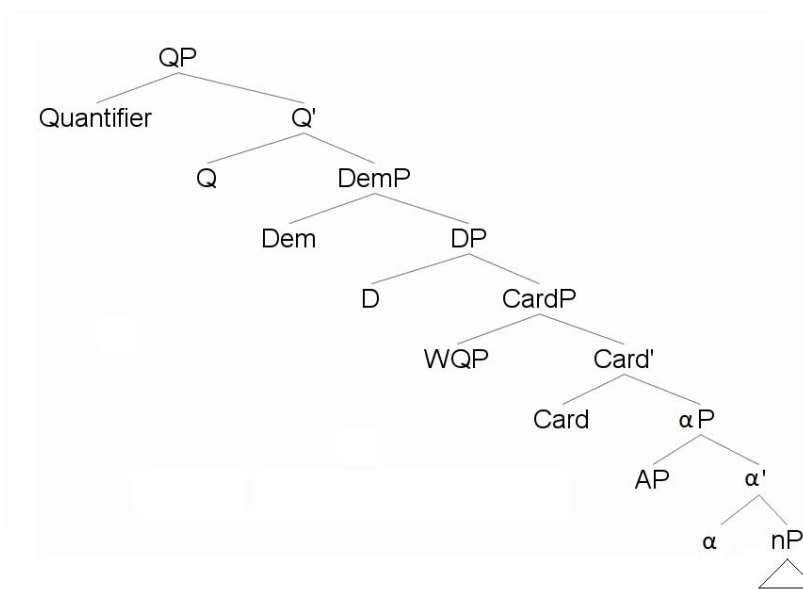 QP
Quantifier Q'
Q DemP
Dem DP
D CardP
WQP Card'
Card αP
AP α'
α nP